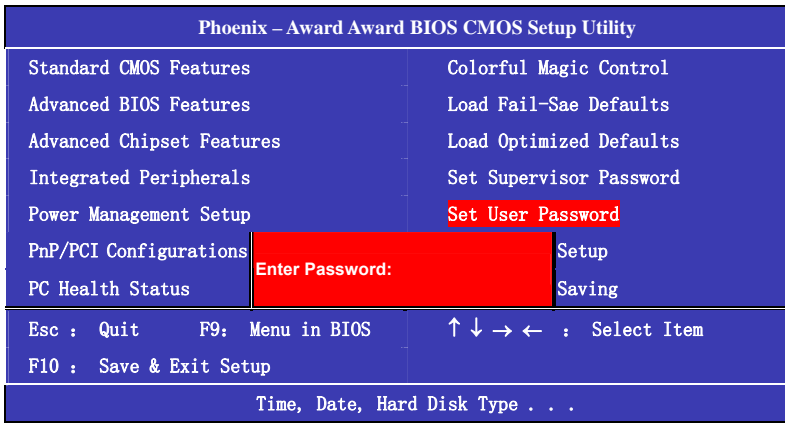 Phoenix – Award Award BIOS CMOS Setup Utility
Standard CMOS Features
Colorful Magic Control
Advanced BIOS Features
Load Fail-Sae Defaults
Advanced Chipset Features
Load Optimized Defaults
Integrated Peripherals
Set Supervisor Password
Power Management Setup
Set User Password
PnP/PCI Configurations
Setup
Enter Password:
PC Health Status
Saving
Esc : Quit F9: Menu in BIOS
↑ ↓ → ← : Select Item
F10 : Save & Exit Setup
Time, Date, Hard Disk Type . . .